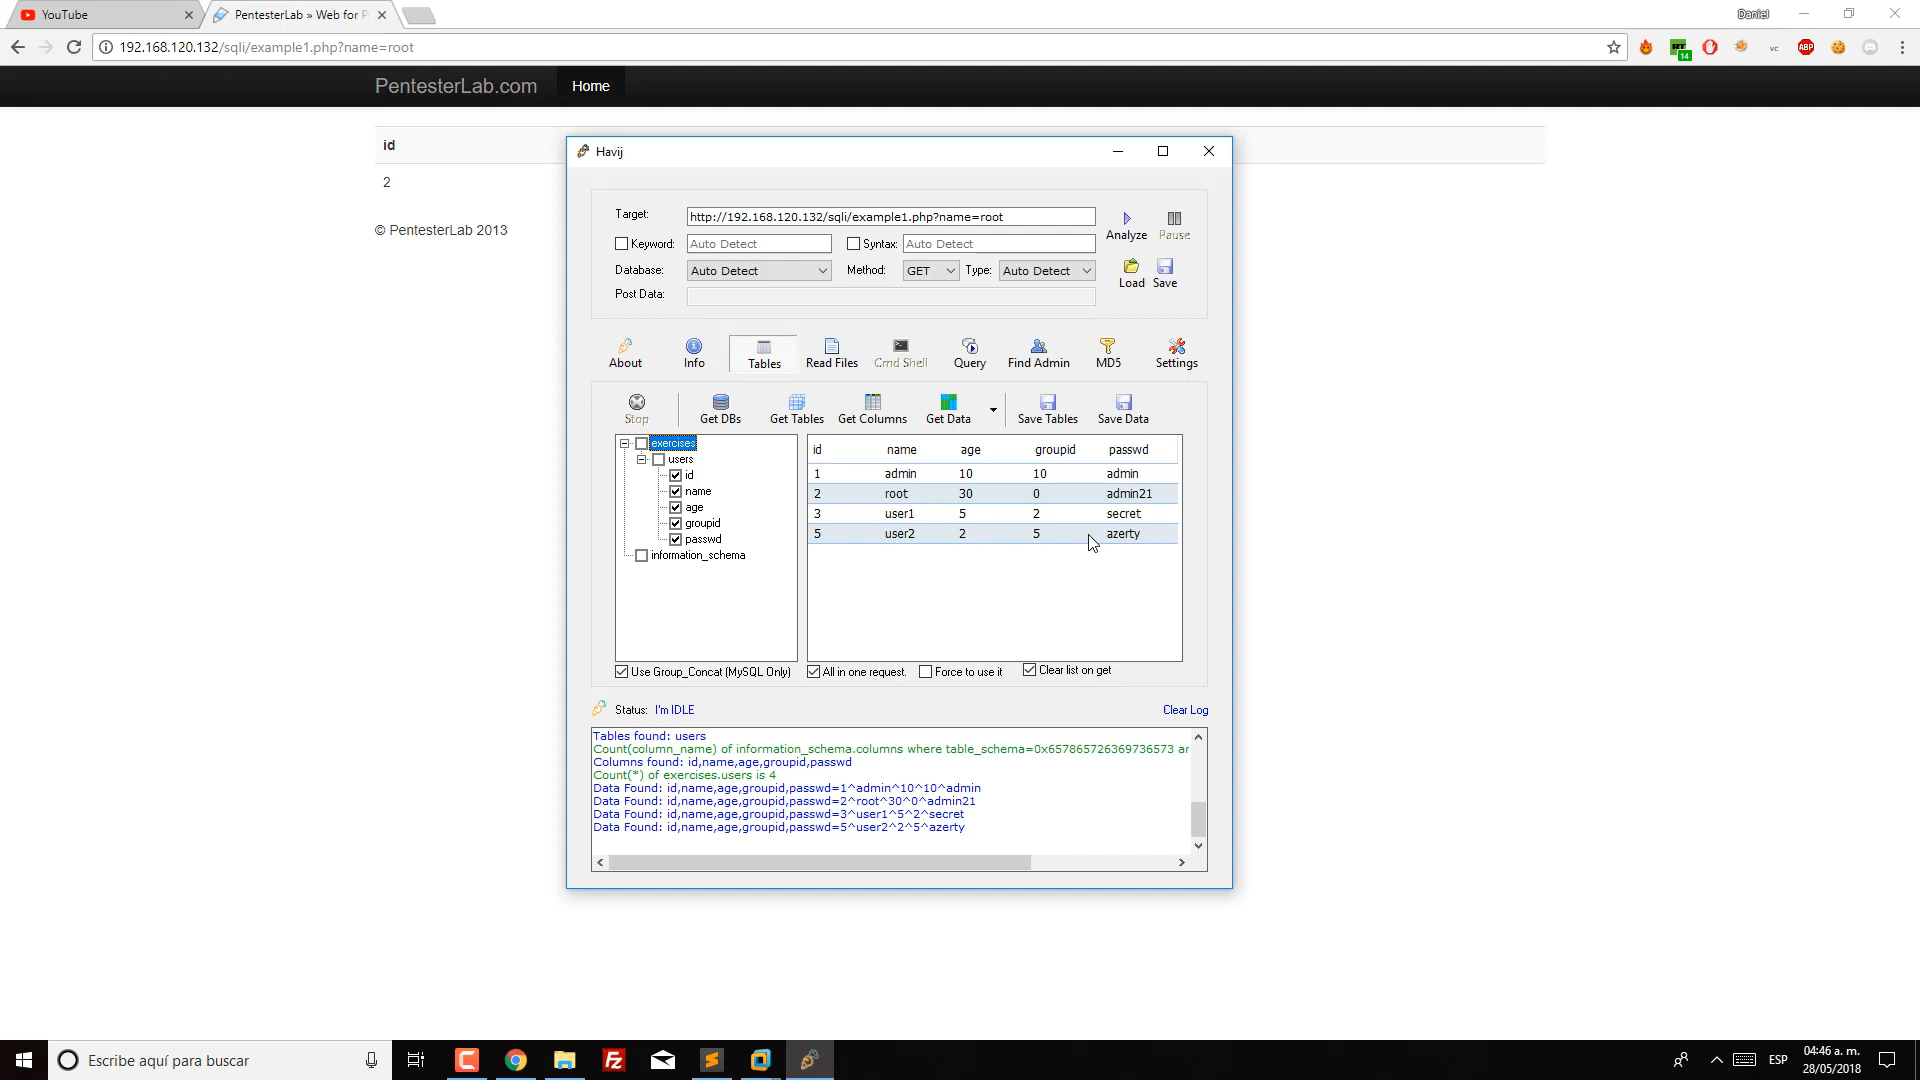 YouTube
PentesterLab » Web for P
Daniel
192.168.120.132/sqli/example1.php?name=root
RT
14
vc
ABP
PentesterLab.com
Home
id
2
© PentesterLab 2013
Havij
Target:
http://192.168.120.132/sqli/example1.php?name=root
Analyze
Pause
Keyword:
Auto Detect
Syntax:
Auto Detect
Database:
Auto Detect
Method:
GET
Type:
Auto Detect
Load
Save
Post Data:
About
Info
Tables
Read Files
Cmd Shell
Query
Find Admin
MD5
Settings
Stop
Get DBs
Get Tables
Get Columns
Get Data
Save Tables
Save Data
exercises
users
id
name
age
groupid
passwd
information_schema
id name age groupid passwd
1 admin 10 10 admin
2 root 30 0 admin21
3 user1 5 2 secret
5 user2 2 5 azerty
Use Group_Concat (MySQL Only)
All in one request.
Force to use it
Clear list on get
Status: I'm IDLE
Clear Log
Tables found: users
Count(column_name) of information_schema.columns where table_schema=0x657865726369736573 ar
Columns found: id,name,age,groupid,passwd
Count(*) of exercises.users is 4
Data Found: id,name,age,groupid,passwd=1^admin^10^10^admin
Data Found: id,name,age,groupid,passwd=2^root^30^0^admin21
Data Found: id,name,age,groupid,passwd=3^user1^5^2^secret
Data Found: id,name,age,groupid,passwd=5^user2^2^5^azerty
Escribe aquí para buscar
ESP
04:46 a. m.
28/05/2018